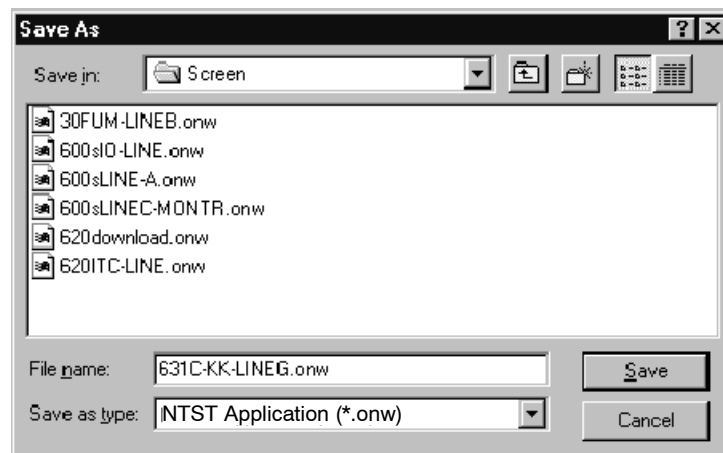 Save As
Save in: Screen
30FUM-LINEB.onw
600sIO-LINE.onw
600sLINE-A.onw
600sLINEC-MONTR.onw
620download.onw
620ITC-LINE.onw
File name: 631C-KK-LINEG.onw Save
Save as type: NTST Application (*.onw) Cancel